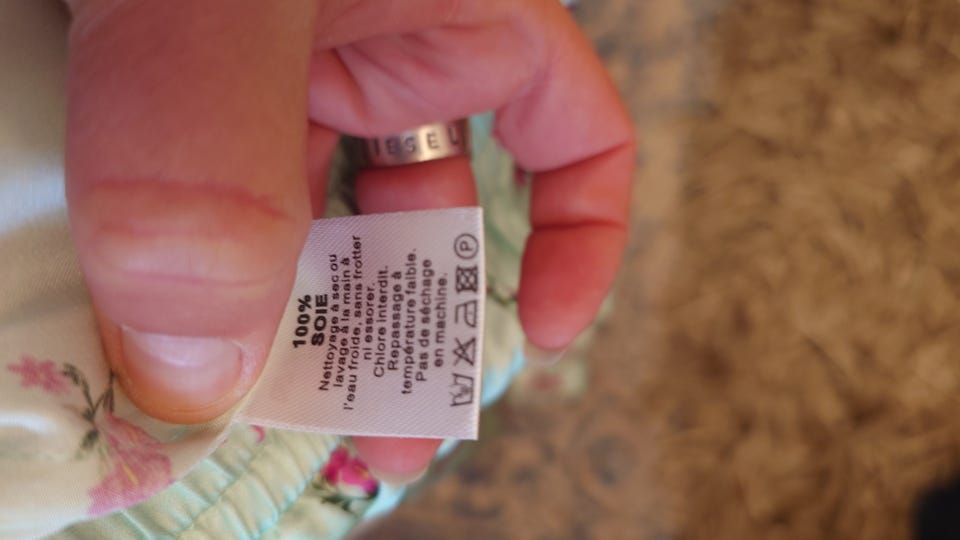 100%
SOIE
Nettoyage à sec ou
lavage à la main à
l'eau froide, sans frotter
ni essorer.
Chlore interdit.
Repassage à
température faible.
Pas de séchage
en machine.
P